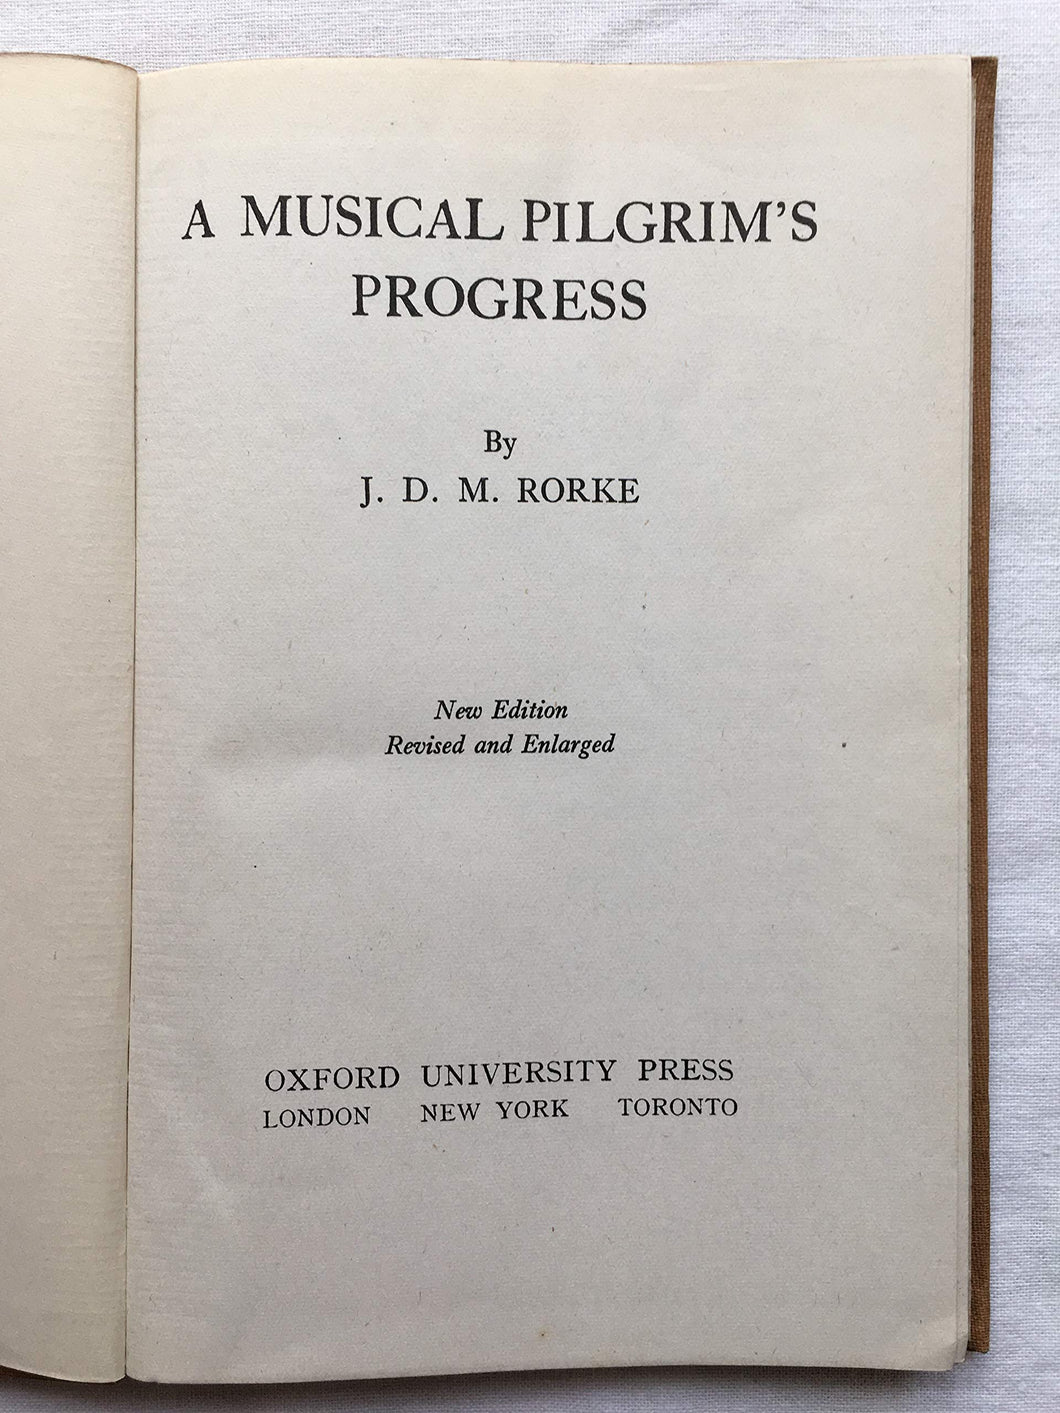 A MUSICAL PILGRIM'S
PROGRESS
By
J. D. M. RORKE
New Edition
Revised and Enlarged
OXFORD UNIVERSITY PRESS
LONDON NEW YORK TORONTO